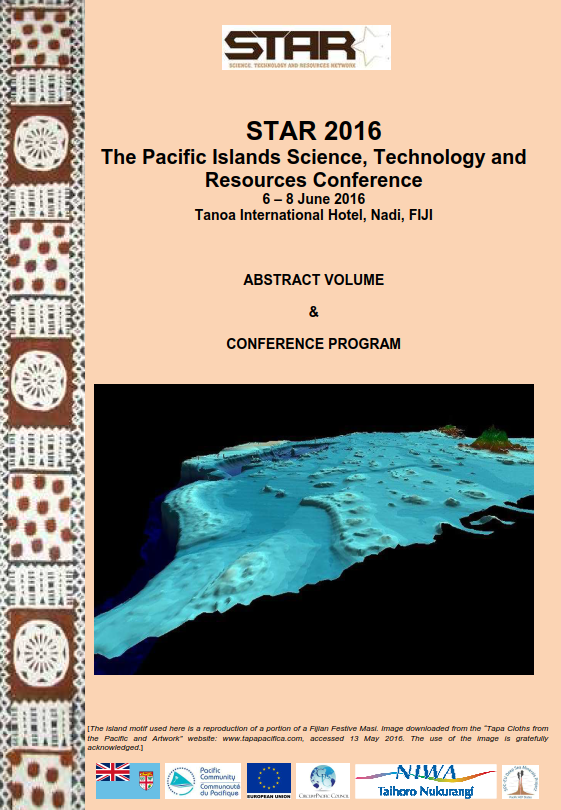 STAR
SCIENCE, TECHNOLOGY AND RESOURCES NETWORK
STAR 2016
The Pacific Islands Science, Technology and
Resources Conference
6 – 8 June 2016
Tanoa International Hotel, Nadi, FIJI
ABSTRACT VOLUME
&
CONFERENCE PROGRAM
[The island motif used here is a reproduction of a portion of a Fijian Festive Masi. Image downloaded from the “Tapa Cloths from
the Pacific and Artwork” website: www.tapapacifica.com, accessed 13 May 2016. The use of the image is gratefully
acknowledged.]
Pacific
Community
Communauté
du Pacifique
EUROPEAN UNION
CIRCUM-PACIFIC COUNCIL
NIWA
Taihoro Nukurangi